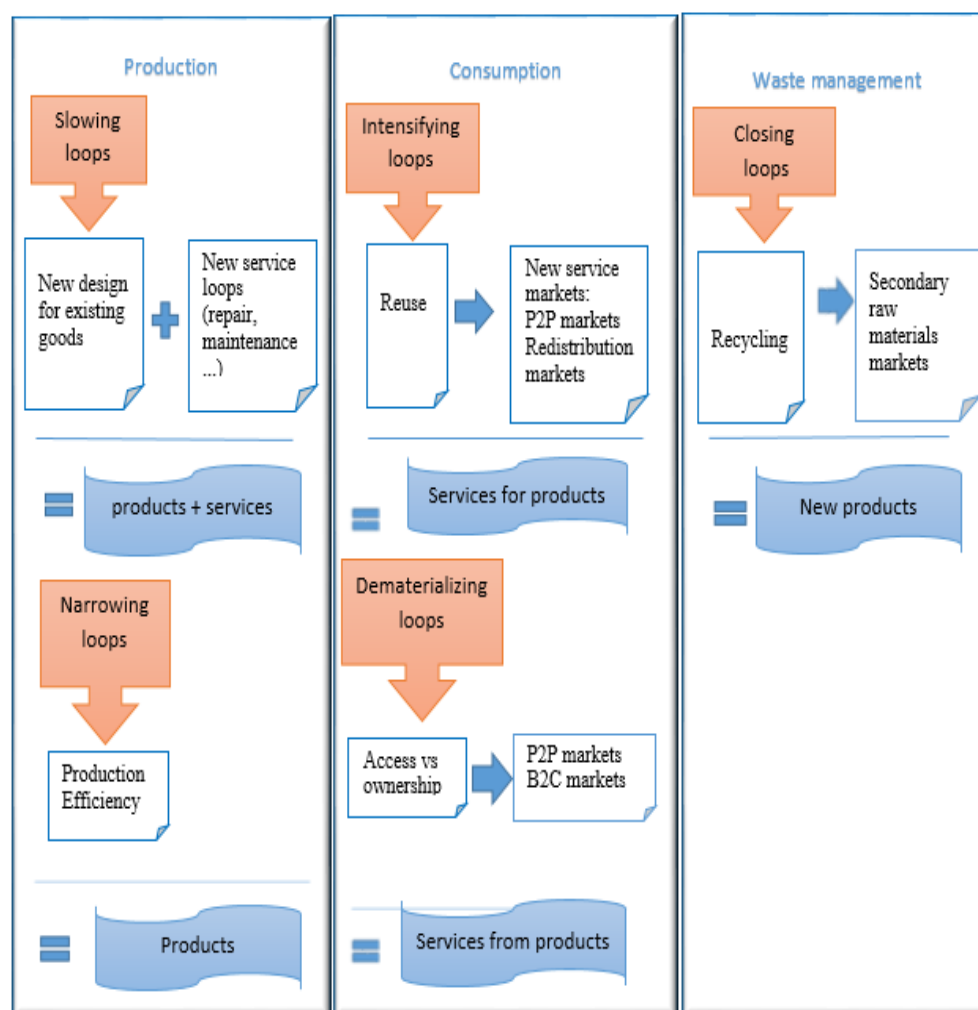 Production
Slowing
loops
New design
for existing
goods
New service
loops
(repair,
maintenance
...)
products + services
Narrowing
loops
Production
Efficiency
Products
Consumption
Intensifying
loops
Reuse
New service
markets:
P2P markets
Redistribution
markets
Services for products
Dematerializing
loops
Access vs
ownership
P2P markets
B2C markets
Services from products
Waste management
Closing
loops
Recycling
Secondary
raw
materials
markets
New products